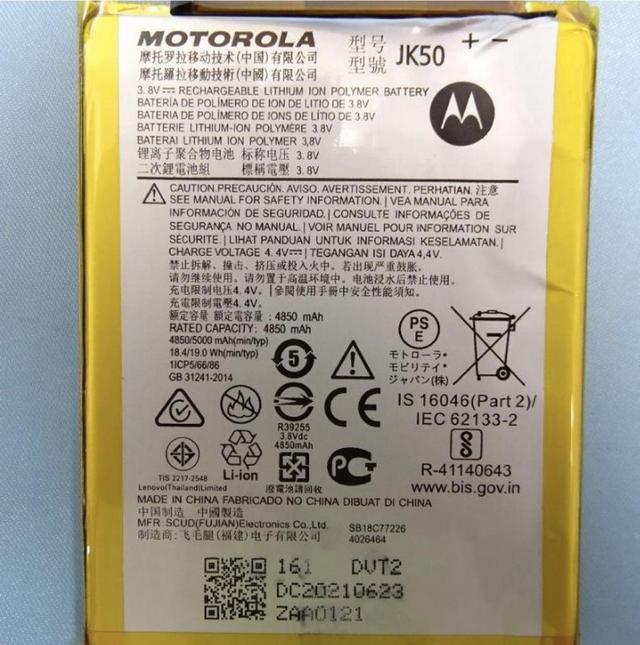 MOTOROLA
摩托罗拉移动技术(中国)有限公司
摩托羅拉移動技術(中國)有限公司
型号
型號
JK50
+ -
3.8V⎓ RECHARGEABLE LITHIUM ION POLYMER BATTERY
BATERÍA DE POLÍMERO DE ION DE LITIO DE 3.8V
BATERIA DE POLÍMERO DE IONS DE LÍTIO DE 3.8V
BATTERIE LITHIUM-ION POLYMÈRE 3.8V
BATERAI LITHIUM POLYMER 3,8V
锂离子聚合物电池 标称电压 3.8V
二次鋰電池組 標稱電壓 3.8V
CAUTION.PRECAUCIÓN. AVISO. AVERTISSEMENT. PERHATIAN. 注意
SEE MANUAL FOR SAFETY INFORMATION. | VEA MANUAL PARA
INFORMACIÓN DE SEGURIDAD. | CONSULTE INFORMAÇÕES DE
SEGURANÇA NO MANUAL. | VOIR MANUEL POUR INFORMATION SUR
SÉCURITE. | LIHAT PANDUAN UNTUK INFORMASI KESELAMATAN.|
CHARGE VOLTAGE 4.4V⎓| TEGANGAN ISI DAYA 4,4V.
禁止拆解、撞击、挤压或投入火中。若出现严重鼓胀,
请勿继续使用。请勿置于高温环境中。电池浸水后禁止使用。
充电限制电压4.4V。|參閱使用手冊中安全性能須知。
充電限制電壓4.4V。
额定容量 額定電容量：4850 mAh
RATED CAPACITY: 4850 mAh
4850/5000 mAh(min/typ)
18.4/19.0 Wh(min/typ)
1ICP5/66/86
GB 31241-2014
5
PS
E
モトローラ・
モビリティ・
ジャパン(株)
IS 16046(Part 2)/
IEC 62133-2
R-41140643
www.bis.gov.in
R39255
3.8Vdc
4850mAh
CE
TIS 2217-2548
Lenovo(Thailand)Limited
Li-ion
廢電池請回收
MADE IN CHINA FABRICADO NO CHINA DIBUAT DI CHINA
中国制造 中國製造
MFR: SCUD(FUJIAN)Electronics Co.,Ltd.
制造商: 飞毛腿(福建)电子有限公司
SB18C77226
4026464
161 DVT2
DC20210623
ZAA0121